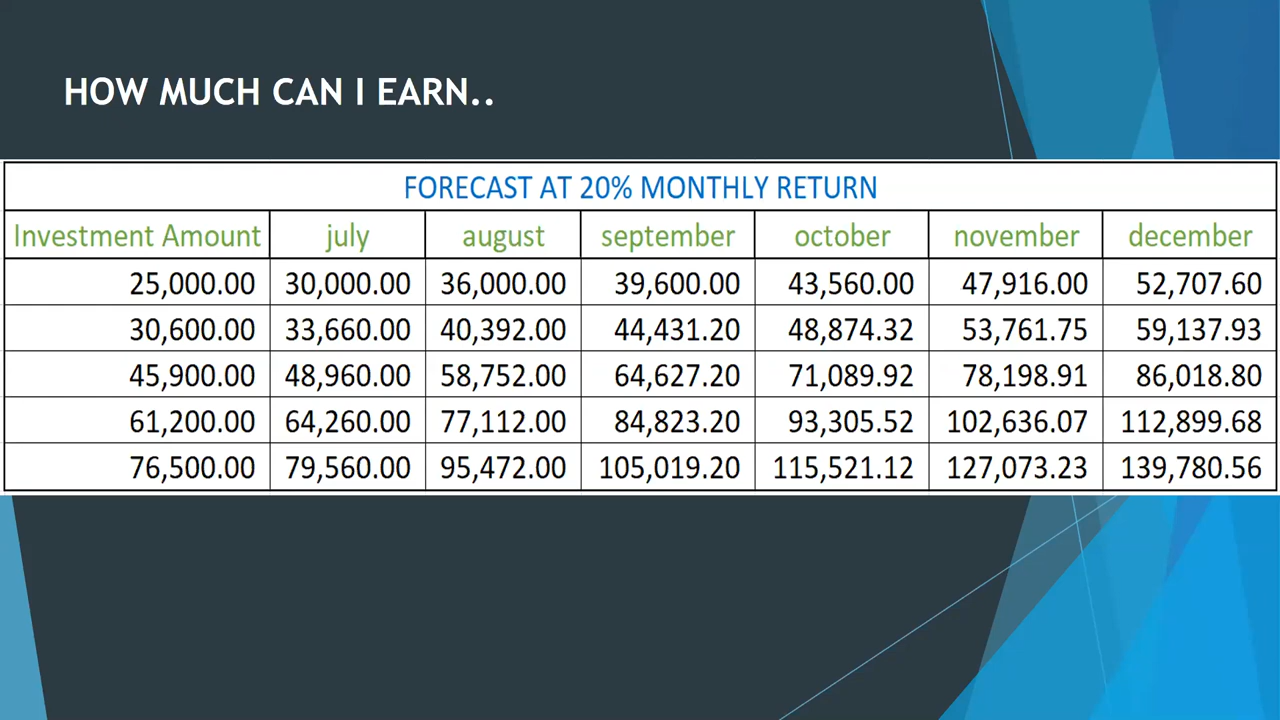 HOW MUCH CAN I EARN..
FORECAST AT 20% MONTHLY RETURN
Investment Amount july august september october november december
25,000.00 30,000.00 36,000.00 39,600.00 43,560.00 47,916.00 52,707.60
30,600.00 33,660.00 40,392.00 44,431.20 48,874.32 53,761.75 59,137.93
45,900.00 48,960.00 58,752.00 64,627.20 71,089.92 78,198.91 86,018.80
61,200.00 64,260.00 77,112.00 84,823.20 93,305.52 102,636.07 112,899.68
76,500.00 79,560.00 95,472.00 105,019.20 115,521.12 127,073.23 139,780.56